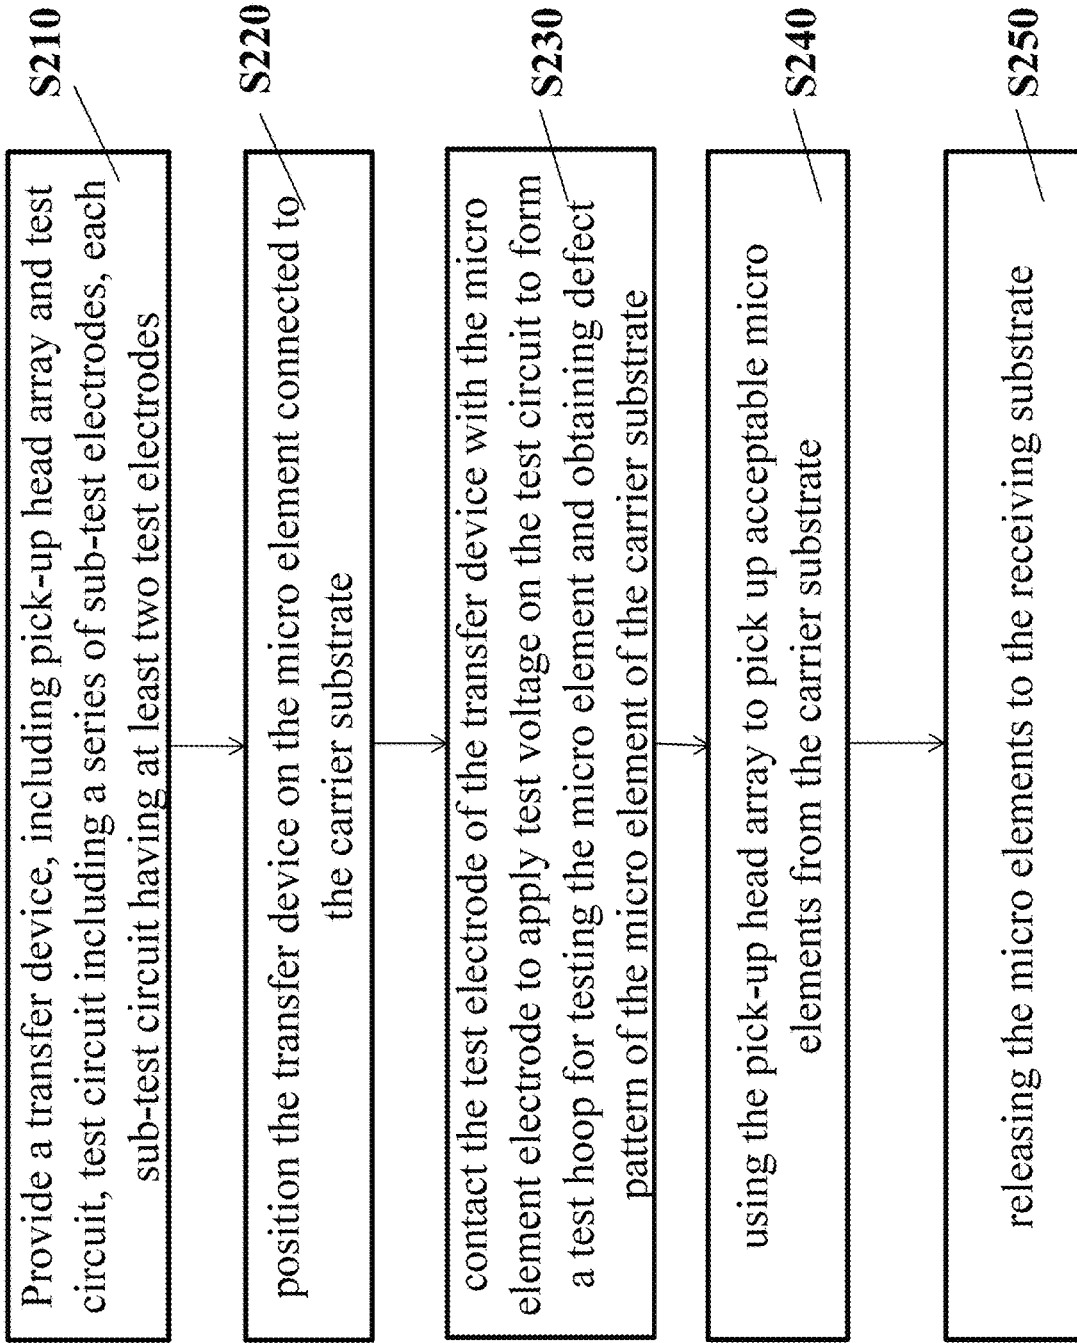 Provide a transfer device, including pick-up head array and test
circuit, test circuit including a series of sub-test electrodes, each
sub-test circuit having at least two test electrodes
S210
position the transfer device on the micro element connected to
the carrier substrate
S220
contact the test electrode of the transfer device with the micro
element electrode to apply test voltage on the test circuit to form
a test hoop for testing the micro element and obtaining defect
pattern of the micro element of the carrier substrate
S230
using the pick-up head array to pick up acceptable micro
elements from the carrier substrate
S240
releasing the micro elements to the receiving substrate
S250